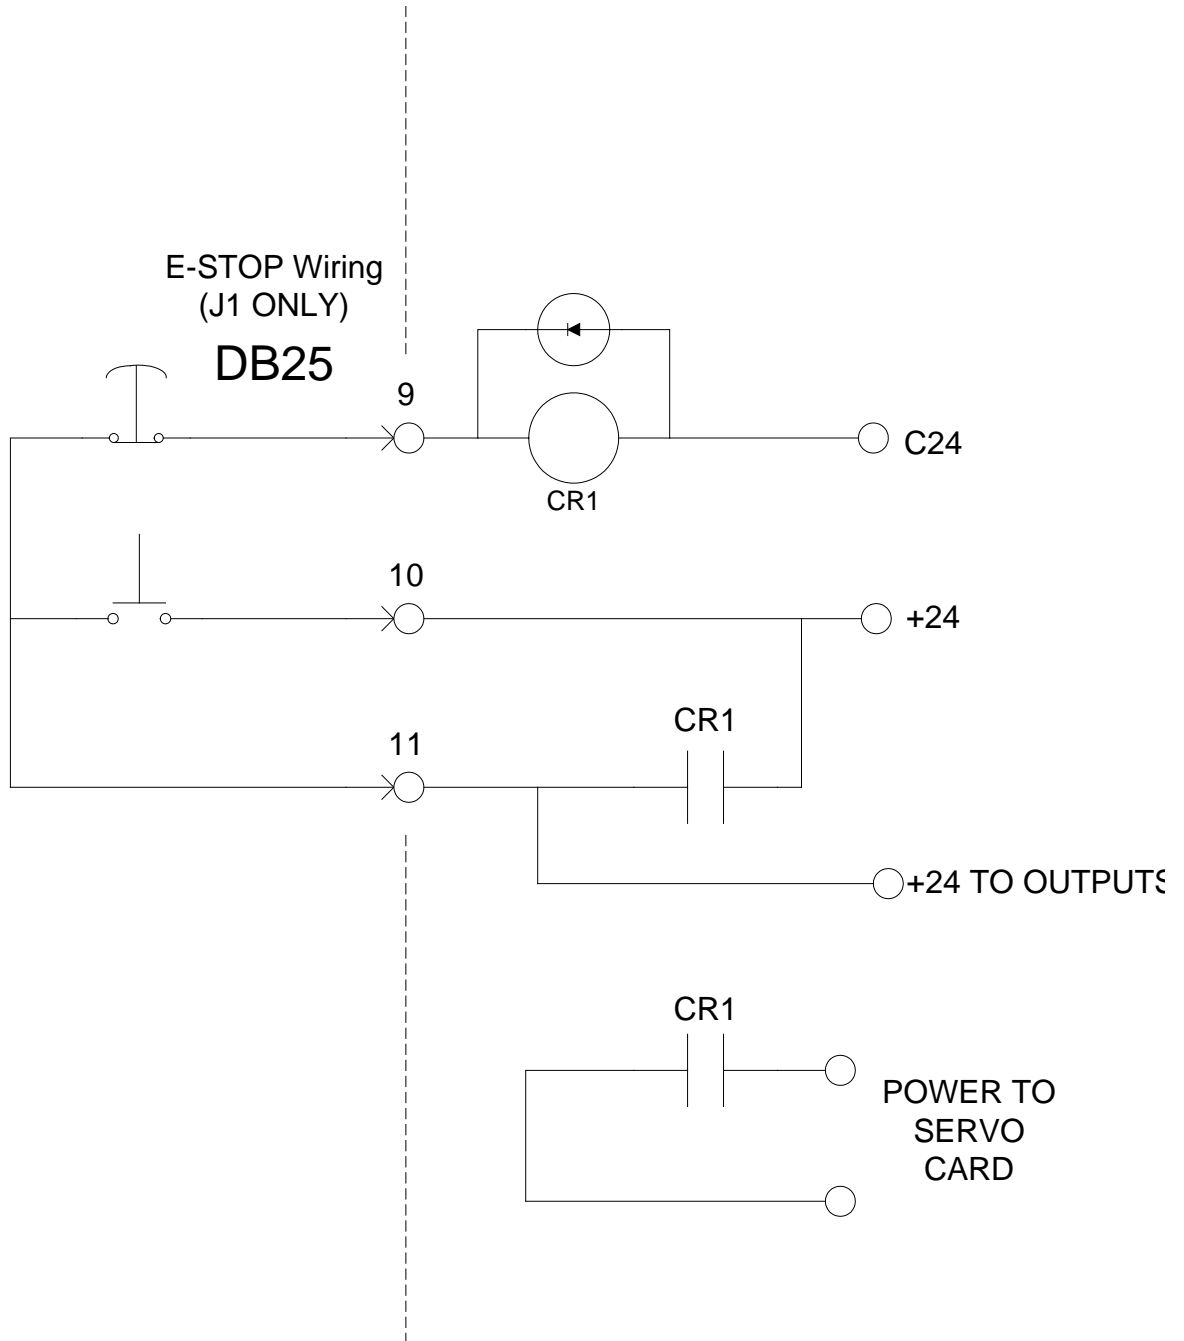 E-STOP Wiring
(J1 ONLY)
DB25
9
C24
CR1
10
+24
CR1
11
+24 TO OUTPUTS
CR1
POWER TO
SERVO
CARD